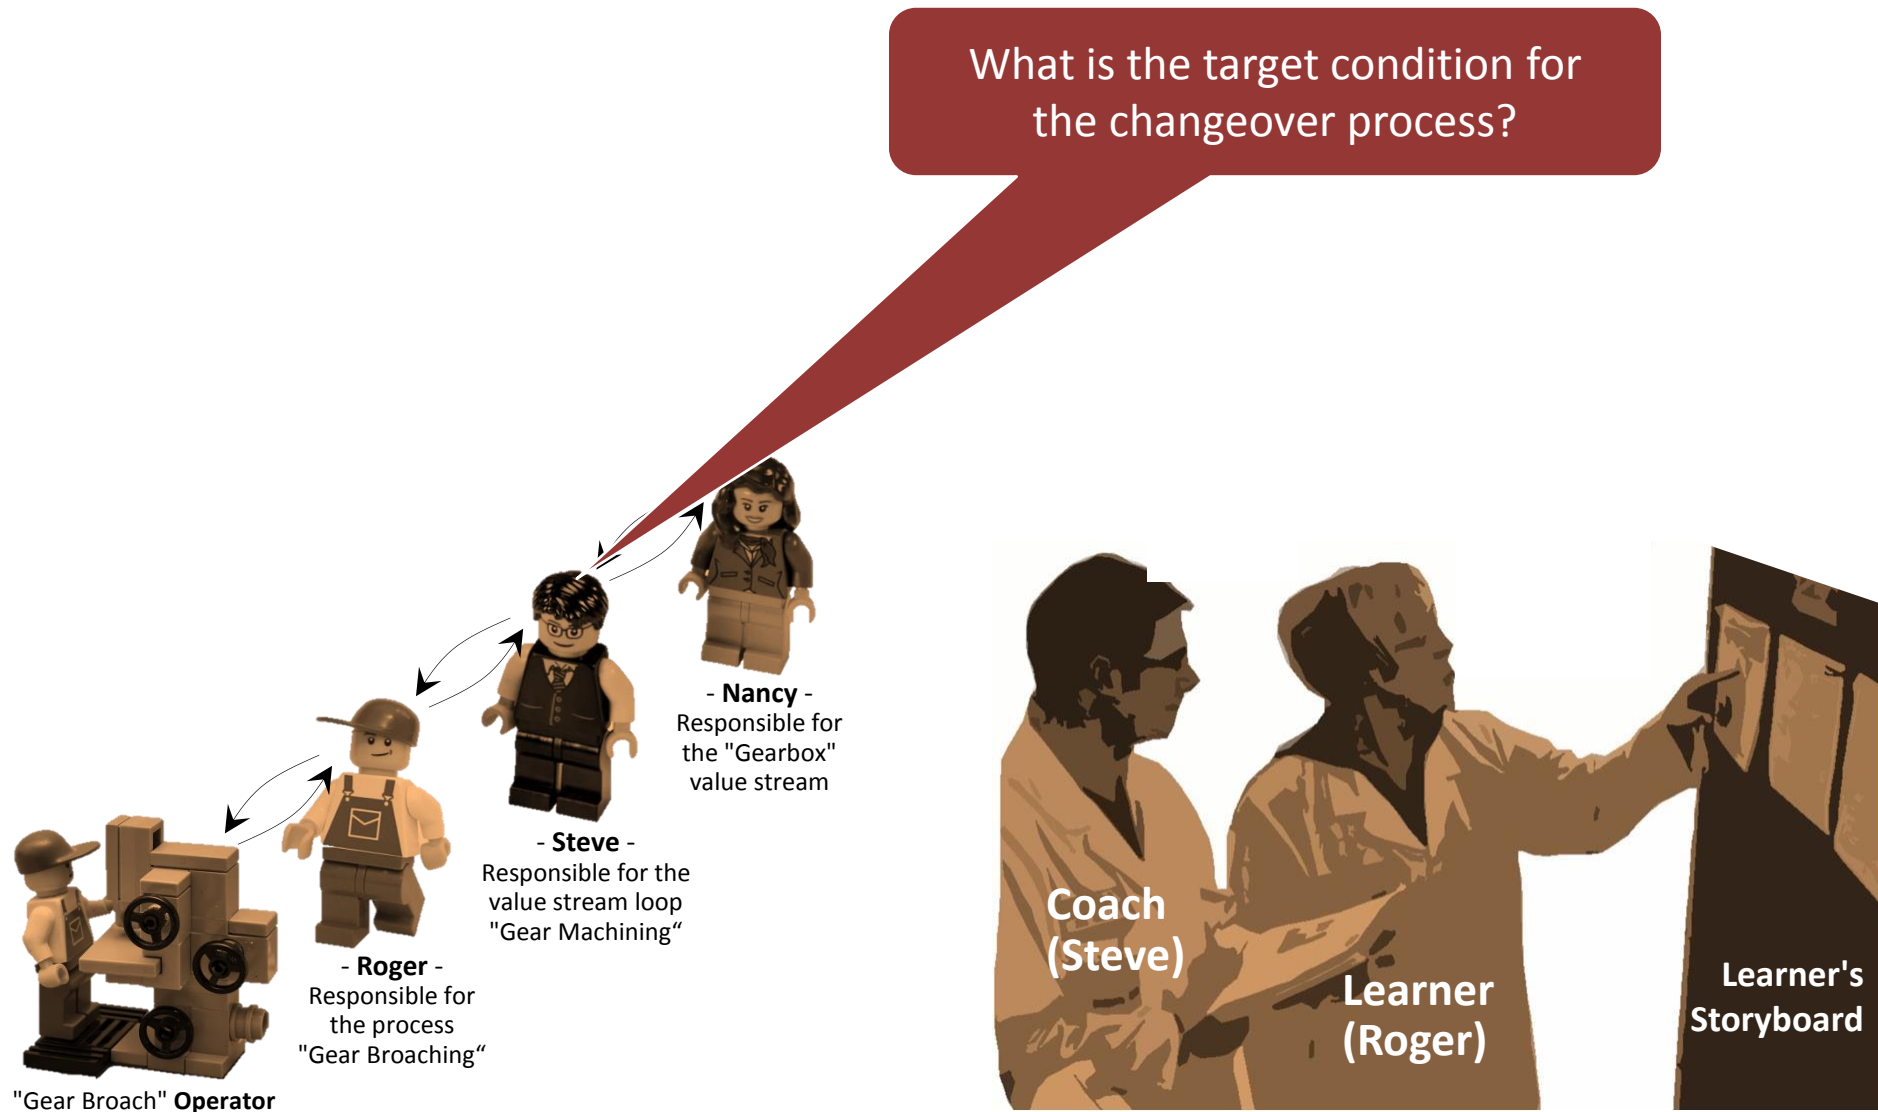 What is the target condition for
the changeover process?
- Nancy -
Responsible for
the "Gearbox"
value stream
- Steve -
Responsible for the
value stream loop
"Gear Machining“
- Roger -
Responsible for
the process
"Gear Broaching“
"Gear Broach" Operator
Coach
(Steve)
Learner
(Roger)
Learner's
Storyboard